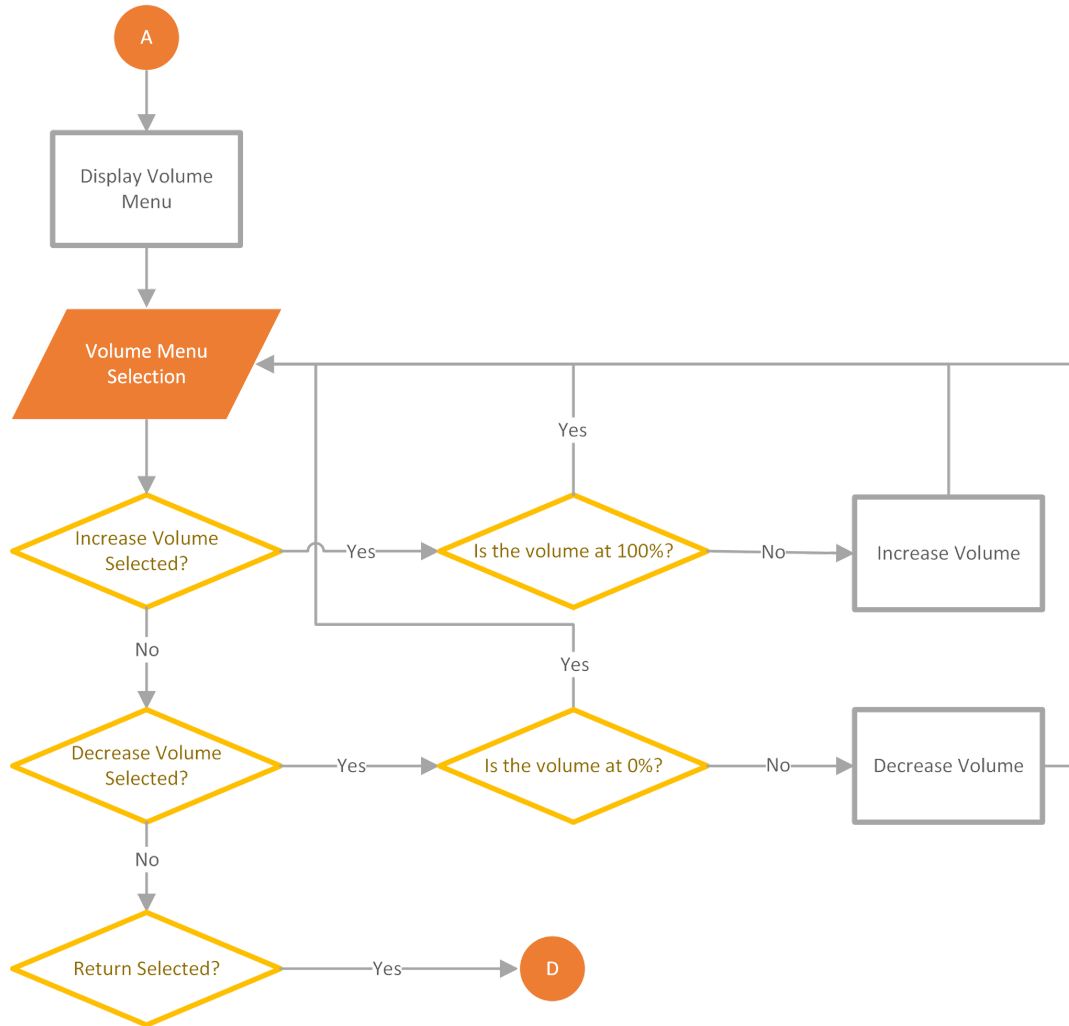 A
Display Volume
Menu
Volume Menu
Selection
Yes
Increase Volume
Selected?
Yes
Is the volume at 100%?
No
Increase Volume
No
Yes
Decrease Volume
Selected?
Yes
Is the volume at 0%?
No
Decrease Volume
No
Return Selected?
Yes
D